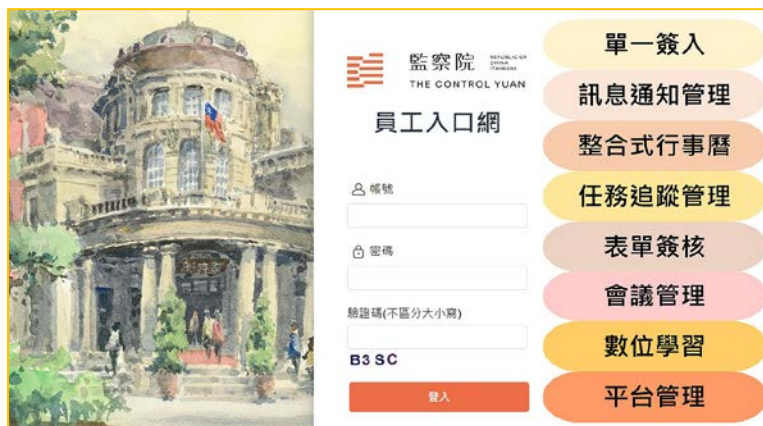 監察院 REPUBLIC OF CHINA (TAIWAN)
THE CONTROL YUAN
員工入口網
帳號
密碼
驗證碼(不區分大小寫)
B3 SC
登入
單一簽入
訊息通知管理
整合式行事曆
任務追蹤管理
表單簽核
會議管理
數位學習
平台管理